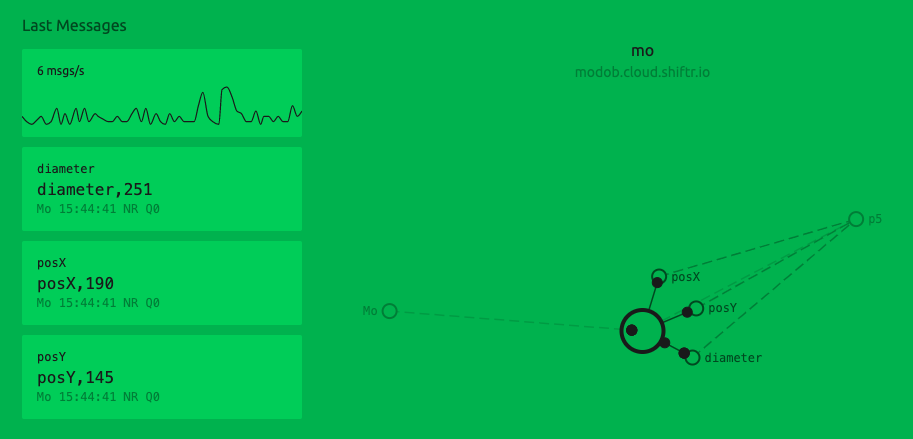 Last Messages
6 msgs/s
diameter
diameter,251
Mo 15:44:41 NR Q0
posX
posX,190
Mo 15:44:41 NR Q0
posY
posY,145
Mo 15:44:41 NR Q0
mo
modob.cloud.shiftr.io
p5
posX
posY
Mo
diameter